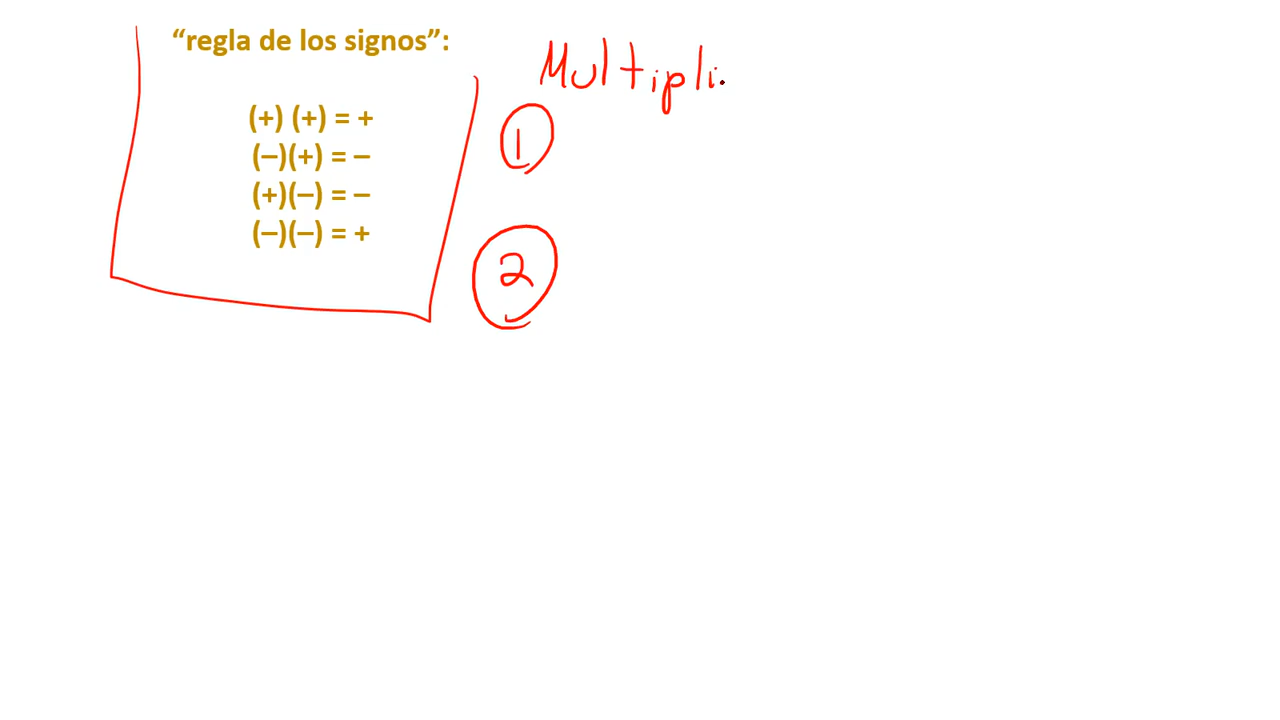 “regla de los signos”:
(+) (+) = +
(–)(+) = –
(+)(–) = –
(–)(–) = +
Multipli
1
2